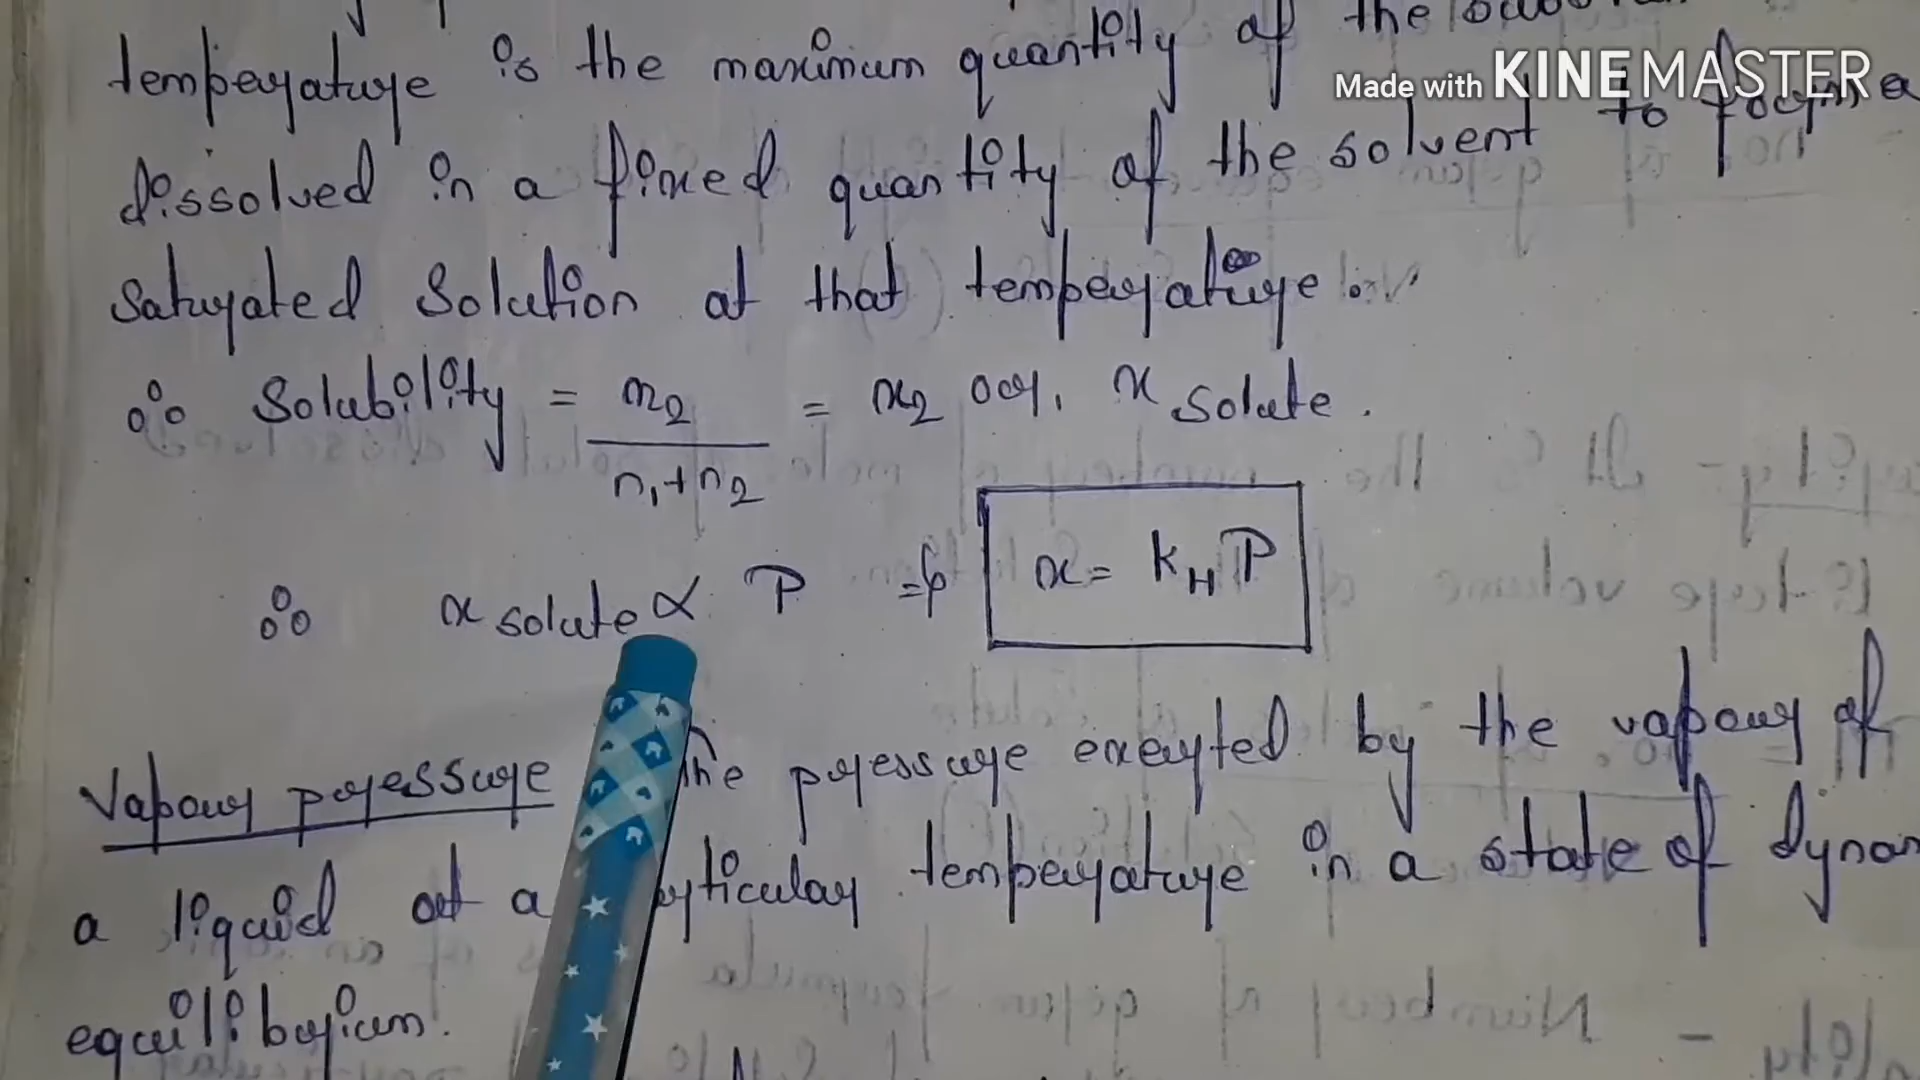 temperature is the maximum quantity of the
Made with KINEMASTER
dissolved in a fixed quantity of the solvent to form a
saturated solution at that temperature.
∴ Solubility = n2 / n1+n2 = x2 or, x solute.
∴ x solute ∝ P ⇒ x = KH P
Vapour pressure The pressure exerted by the vapour of
a liquid at a particular temperature in a state of
equilibrium.